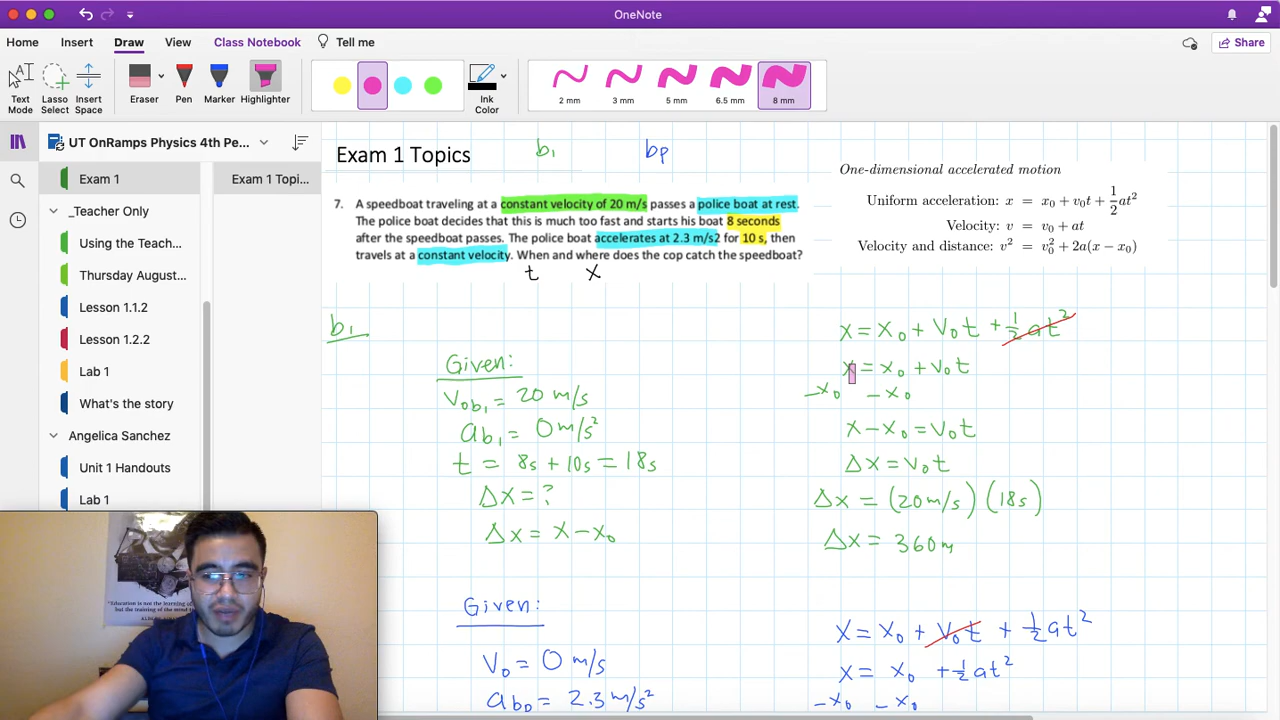 OneNote
Home Insert Draw View Class Notebook Tell me Share
Text Mode
Lasso Select
Insert Space
Eraser
Pen
Marker
Highlighter
Ink Color
2 mm 3 mm 5 mm 6.5 mm 8 mm
UT OnRamps Physics 4th Pe...
Exam 1
_Teacher Only
Using the Teach...
Thursday August...
Lesson 1.1.2
Lesson 1.2.2
Lab 1
What's the story
Angelica Sanchez
Unit 1 Handouts
Lab 1
Exam 1 Topi...
Exam 1 Topics
b₁ bp
7. A speedboat traveling at a constant velocity of 20 m/s passes a police boat at rest.
The police boat decides that this is much too fast and starts his boat 8 seconds
after the speedboat passes. The police boat accelerates at 2.3 m/s2 for 10 s, then
travels at a constant velocity. When and where does the cop catch the speedboat?
t x
One-dimensional accelerated motion
Uniform acceleration: x = x₀ + v₀t + 1/2 at²
Velocity: v = v₀ + at
Velocity and distance: v² = v₀² + 2a(x − x₀)
b₁
Given:
V₀b₁ = 20 m/s
ab₁ = 0 m/s²
t = 8s + 10s = 18s
Δx = ?
Δx = x − x₀
x = x₀ + v₀t + 1/2 at²
x = x₀ + v₀t
−x₀ −x₀
x − x₀ = v₀t
Δx = v₀t
Δx = (20 m/s) (18s)
Δx = 360m
Given:
V₀ = 0 m/s
abp = 2.3 m/s²
x = x₀ + v₀t + 1/2 at²
x = x₀ + 1/2 at²
−x₀ −x₀